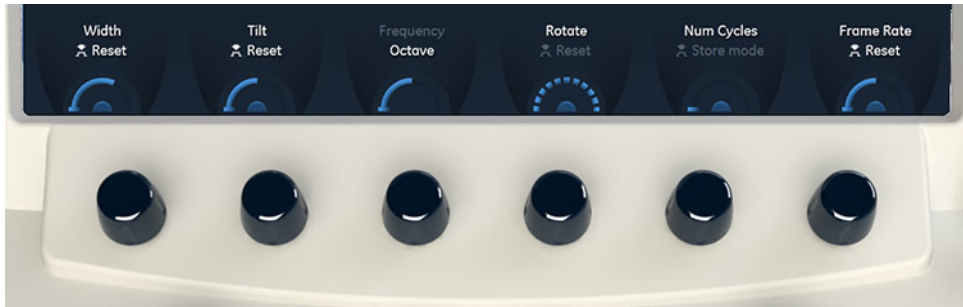 Width
Reset
Tilt
Reset
Frequency
Octave
Rotate
Reset
Num Cycles
Store mode
Frame Rate
Reset